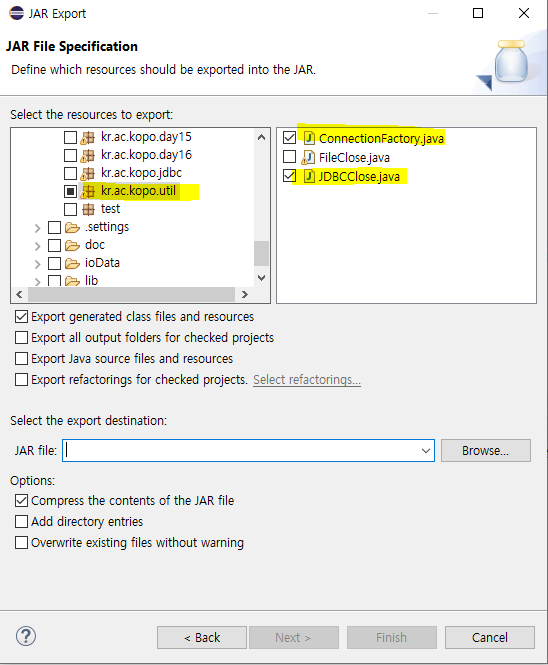 JAR Export
JAR File Specification
Define which resources should be exported into the JAR.
Select the resources to export:
kr.ac.kopo.day15
kr.ac.kopo.day16
kr.ac.kopo.jdbc
kr.ac.kopo.util
test
.settings
doc
ioData
lib
ConnectionFactory.java
FileClose.java
JDBCClose.java
Export generated class files and resources
Export all output folders for checked projects
Export Java source files and resources
Export refactorings for checked projects. Select refactorings...
Select the export destination:
JAR file:
Browse...
Options:
Compress the contents of the JAR file
Add directory entries
Overwrite existing files without warning
?
< Back
Next >
Finish
Cancel